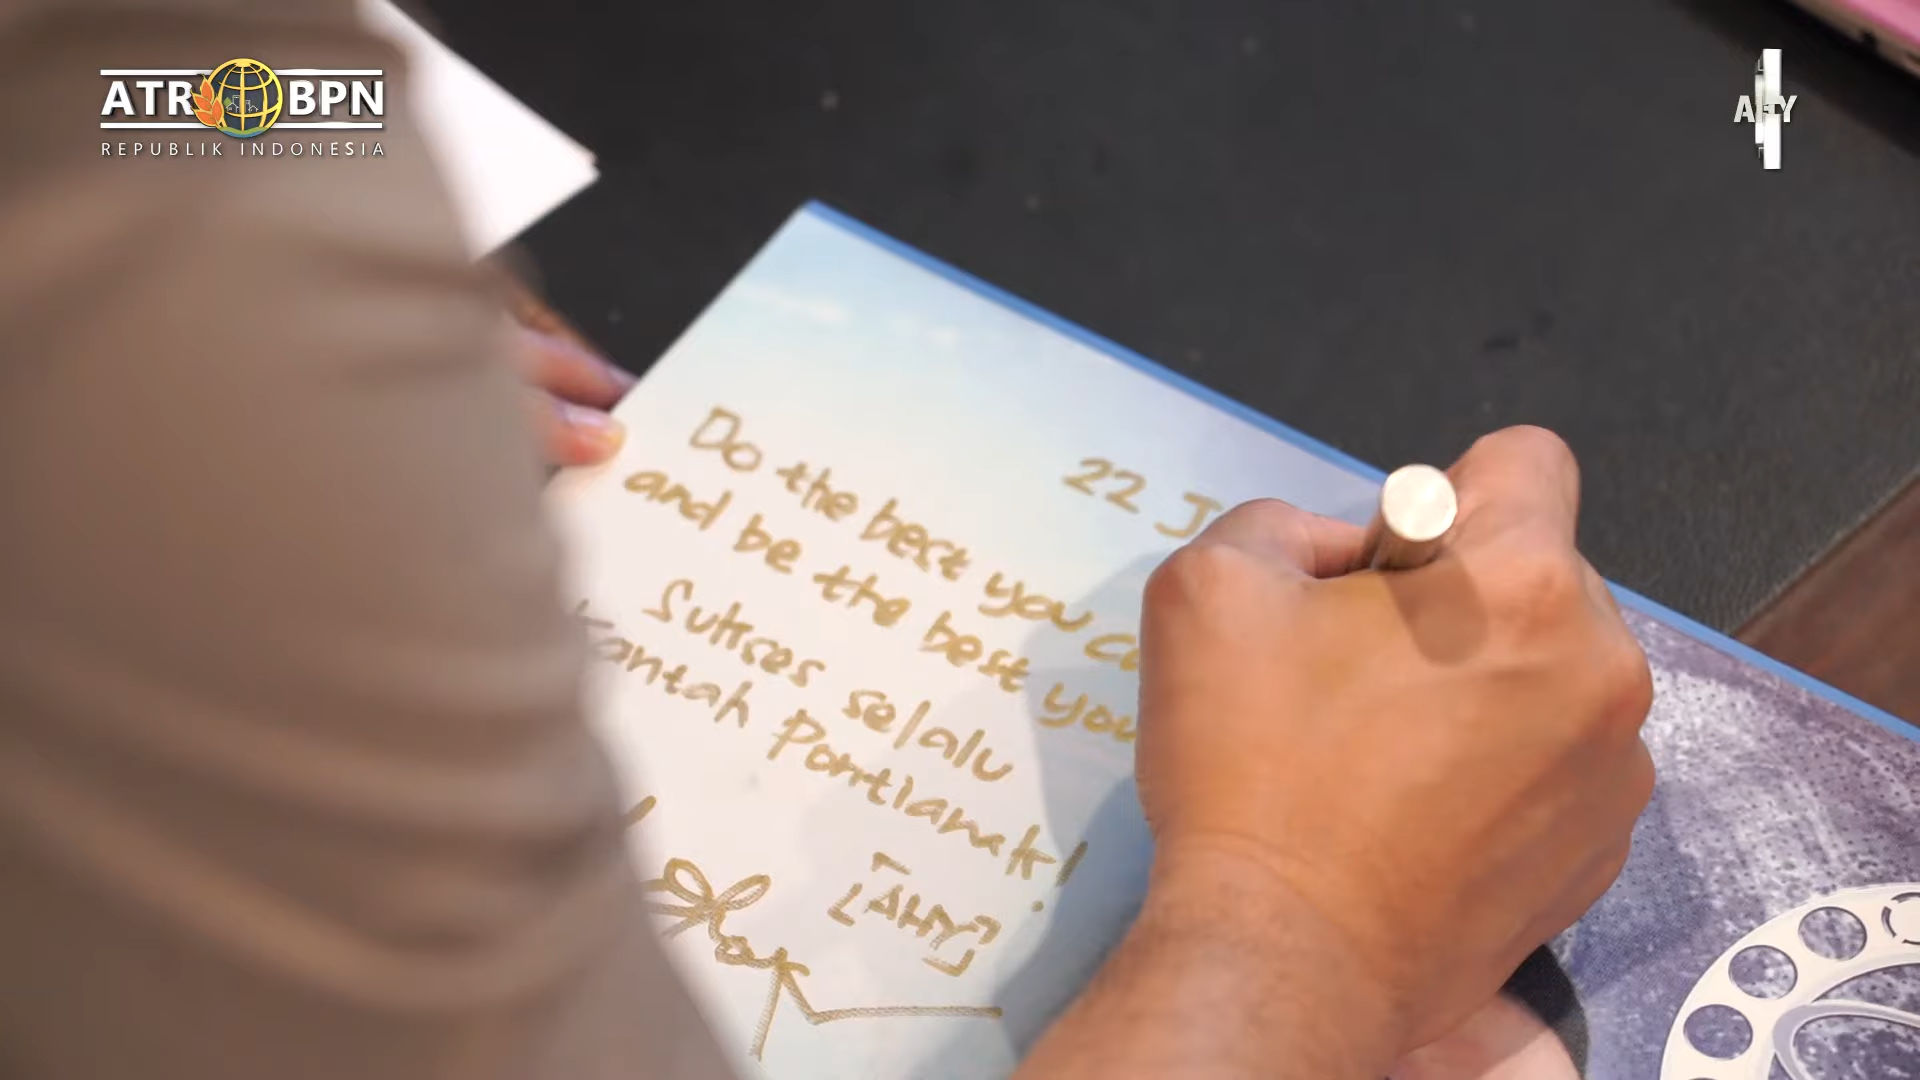 ATR BPN
REPUBLIK INDONESIA
AHY
22 J
Do the best you
and be the best you
Sukses selalu
Kantah Pontianak!
[AHY]